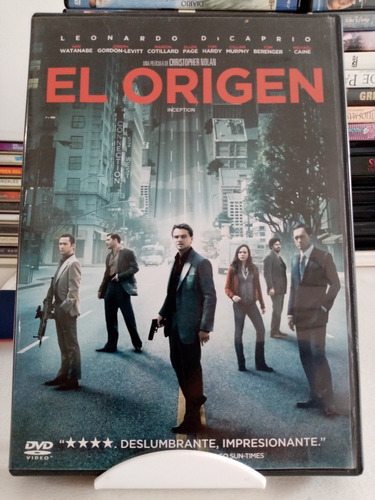 LEONARDO DiCAPRIO
WATANABE GORDON-LEVITT COTILLARD PAGE HARDY MURPHY BERENGER CAINE
UNA PELÍCULA DE CHRISTOPHER NOLAN
EL ORIGEN
INCEPTION
DVD
VIDEO
“★★★★. DESLUMBRANTE, IMPRESIONANTE.”
SUN-TIMES